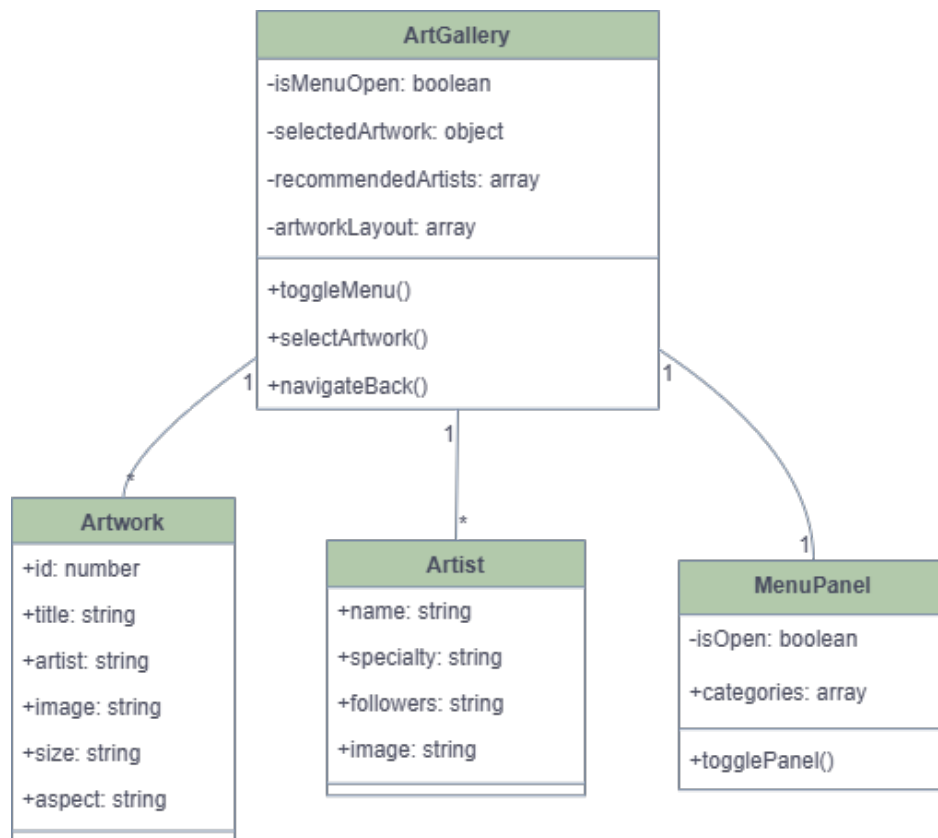 ArtGallery
-isMenuOpen: boolean
-selectedArtwork: object
-recommendedArtists: array
-artworkLayout: array
+toggleMenu()
+selectArtwork()
+navigateBack()
1
1
1
*
Artwork
+id: number
+title: string
+artist: string
+image: string
+size: string
+aspect: string
*
Artist
+name: string
+specialty: string
+followers: string
+image: string
1
MenuPanel
-isOpen: boolean
+categories: array
+togglePanel()